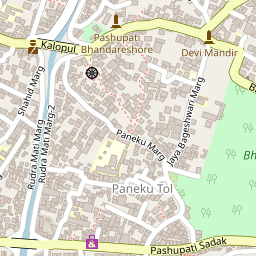 Pashupati
Bhandareshore
Kalopul
Devi Mandir
Shahid Marg
Jaya Bageshwari Marg
Paneku Marg
Rudra Mati Marg
Rudra Mati Marg-2
Paneku Tol
Bh
Pashupati Sadak